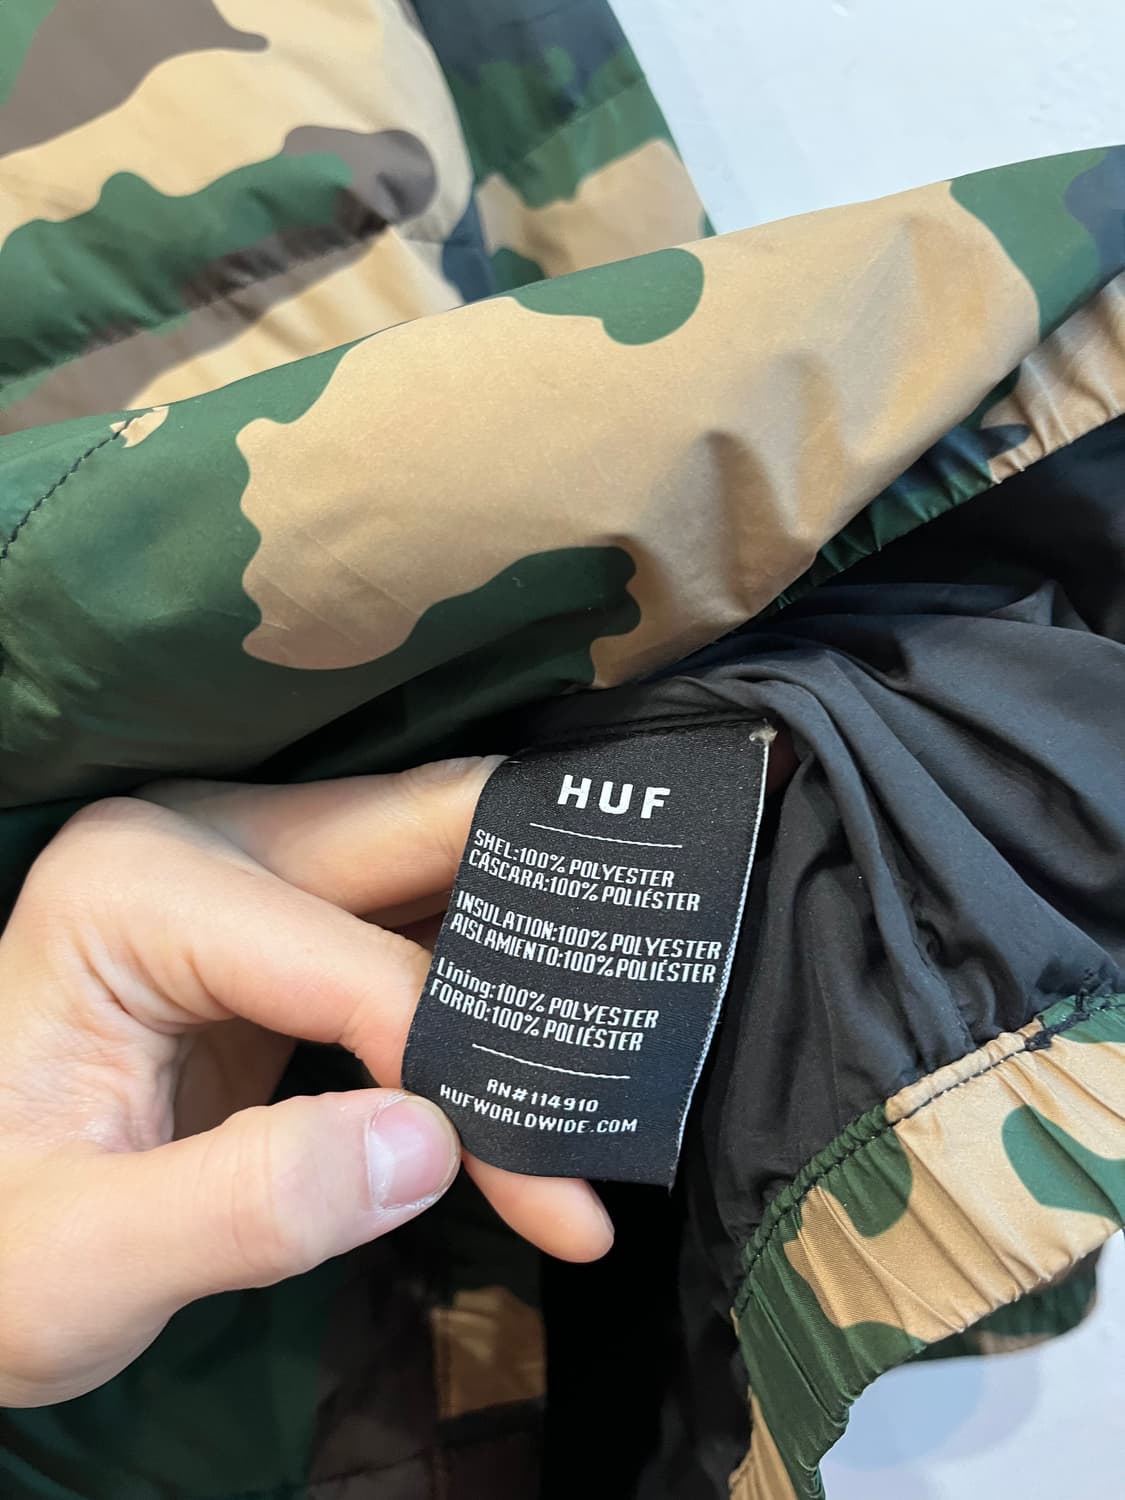 HUF
SHEL:100% POLYESTER
CÁSCARA:100% POLIÉSTER
INSULATION:100% POLYESTER
AISLAMIENTO:100% POLIÉSTER
Lining:100% POLYESTER
FORRO:100% POLIÉSTER
RN#114910
HUFWORLDWIDE.COM